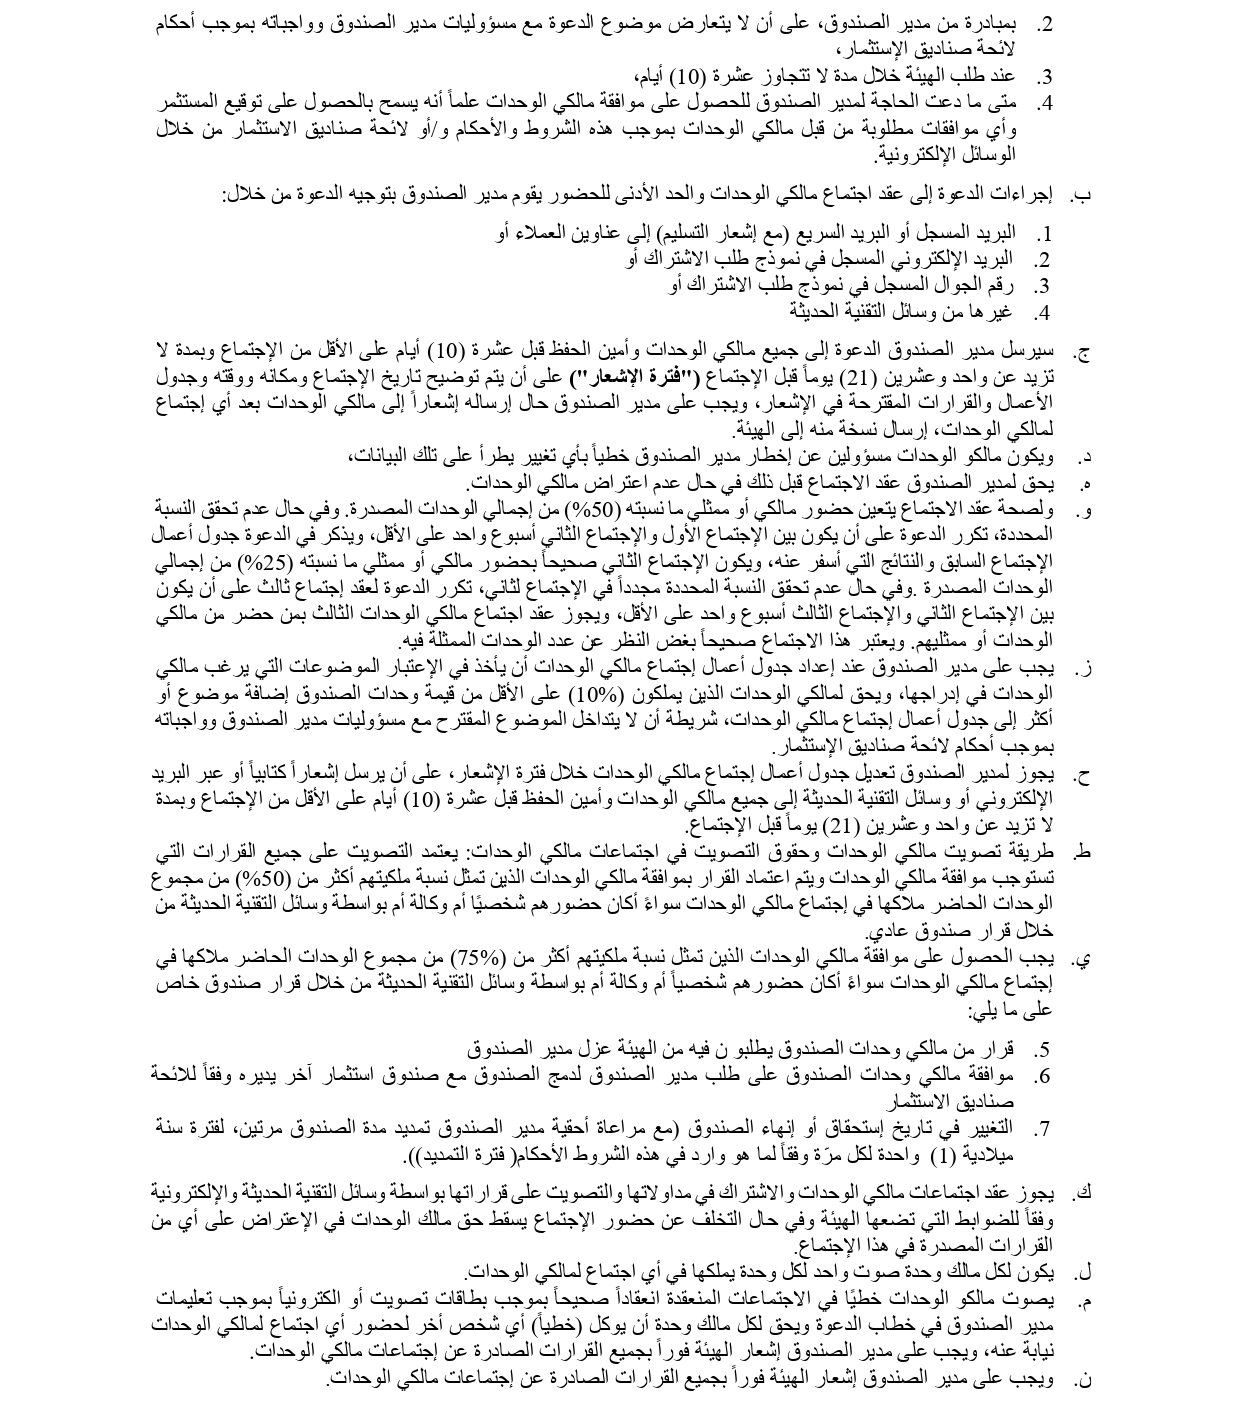 2. بمبادرة من مدير الصندوق، على أن لا يتعارض موضوع الدعوة مع مسؤوليات مدير الصندوق وواجباته بموجب أحكام
لائحة صناديق الإستثمار،
3. عند طلب الهيئة خلال مدة لا تتجاوز عشرة (10) أيام،
4. متى ما دعت الحاجة لمدير الصندوق للحصول على موافقة مالكي الوحدات علماً أنه يسمح بالحصول على توقيع المستثمر
وأي موافقات مطلوبة من قبل مالكي الوحدات بموجب هذه الشروط والأحكام و/أو لائحة صناديق الاستثمار من خلال
الوسائل الإلكترونية.
ب. إجراءات الدعوة إلى عقد اجتماع مالكي الوحدات والحد الأدنى للحضور يقوم مدير الصندوق بتوجيه الدعوة من خلال:
1. البريد المسجل أو البريد السريع (مع إشعار التسليم) إلى عناوين العملاء أو
2. البريد الإلكتروني المسجل في نموذج طلب الاشتراك أو
3. رقم الجوال المسجل في نموذج طلب الاشتراك أو
4. غيرها من وسائل التقنية الحديثة
ج. سيرسل مدير الصندوق الدعوة إلى جميع مالكي الوحدات وأمين الحفظ قبل عشرة (10) أيام على الأقل من الإجتماع وبمدة لا
تزيد عن واحد وعشرين (21) يوماً قبل الإجتماع ("فترة الإشعار") على أن يتم توضيح تاريخ الإجتماع ومكانه ووقته وجدول
الأعمال والقرارات المقترحة في الإشعار، ويجب على مدير الصندوق حال إرساله إشعاراً إلى مالكي الوحدات بعد أي إجتماع
لمالكي الوحدات، إرسال نسخة منه إلى الهيئة.
د. ويكون مالكو الوحدات مسؤولين عن إخطار مدير الصندوق خطياً بأي تغيير يطرأ على تلك البيانات،
ه. يحق لمدير الصندوق عقد الاجتماع قبل ذلك في حال عدم اعتراض مالكي الوحدات.
و. ولصحة عقد الاجتماع يتعين حضور مالكي أو ممثلي ما نسبته (50%) من إجمالي الوحدات المصدرة. وفي حال عدم تحقق النسبة
المحددة، تكرر الدعوة على أن يكون بين الإجتماع الأول والإجتماع الثاني أسبوع واحد على الأقل، ويذكر في الدعوة جدول أعمال
الإجتماع السابق والنتائج التي أسفر عنه، ويكون الإجتماع الثاني صحيحاً بحضور مالكي أو ممثلي ما نسبته (25%) من إجمالي
الوحدات المصدرة .وفي حال عدم تحقق النسبة المحددة مجدداً في الإجتماع لثاني، تكرر الدعوة لعقد إجتماع ثالث على أن يكون
بين الإجتماع الثاني والإجتماع الثالث أسبوع واحد على الأقل، ويجوز عقد اجتماع مالكي الوحدات الثالث بمن حضر من مالكي
الوحدات أو ممثليهم. ويعتبر هذا الاجتماع صحيحاً بغض النظر عن عدد الوحدات الممثلة فيه.
ز. يجب على مدير الصندوق عند إعداد جدول أعمال إجتماع مالكي الوحدات أن يأخذ في الإعتبار الموضوعات التي يرغب مالكي
الوحدات في إدراجها، ويحق لمالكي الوحدات الذين يملكون (10%) على الأقل من قيمة وحدات الصندوق إضافة موضوع أو
أكثر إلى جدول أعمال إجتماع مالكي الوحدات، شريطة أن لا يتداخل الموضوع المقترح مع مسؤوليات مدير الصندوق وواجباته
بموجب أحكام لائحة صناديق الإستثمار.
ح. يجوز لمدير الصندوق تعديل جدول أعمال إجتماع مالكي الوحدات خلال فترة الإشعار، على أن يرسل إشعاراً كتابياً أو عبر البريد
الإلكتروني أو وسائل التقنية الحديثة إلى جميع مالكي الوحدات وأمين الحفظ قبل عشرة (10) أيام على الأقل من الإجتماع وبمدة
لا تزيد عن واحد وعشرين (21) يوماً قبل الإجتماع.
ط. طريقة تصويت مالكي الوحدات وحقوق التصويت في اجتماعات مالكي الوحدات: يعتمد التصويت على جميع القرارات التي
تستوجب موافقة مالكي الوحدات ويتم اعتماد القرار بموافقة مالكي الوحدات الذين تمثل نسبة ملكيتهم أكثر من (50%) من مجموع
الوحدات الحاضر ملاكها في إجتماع مالكي الوحدات سواءً أكان حضورهم شخصيًا أم وكالة أم بواسطة وسائل التقنية الحديثة من
خلال قرار صندوق عادي.
ي. يجب الحصول على موافقة مالكي الوحدات الذين تمثل نسبة ملكيتهم أكثر من (75%) من مجموع الوحدات الحاضر ملاكها في
إجتماع مالكي الوحدات سواءً أكان حضورهم شخصياً أم وكالة أم بواسطة وسائل التقنية الحديثة من خلال قرار صندوق خاص
على ما يلي:
5. قرار من مالكي وحدات الصندوق يطلبو ن فيه من الهيئة عزل مدير الصندوق
6. موافقة مالكي وحدات الصندوق على طلب مدير الصندوق لدمج الصندوق مع صندوق استثمار آخر يديره وفقاً للائحة
صناديق الاستثمار
7. التغيير في تاريخ إستحقاق أو إنهاء الصندوق (مع مراعاة أحقية مدير الصندوق تمديد مدة الصندوق مرتين، لفترة سنة
ميلادية (1) واحدة لكل مرّة وفقاً لما هو وارد في هذه الشروط الأحكام( فترة التمديد)).
ك. يجوز عقد اجتماعات مالكي الوحدات والاشتراك في مداولاتها والتصويت على قراراتها بواسطة وسائل التقنية الحديثة والإلكترونية
وفقاً للضوابط التي تضعها الهيئة وفي حال التخلف عن حضور الإجتماع يسقط حق مالك الوحدات في الإعتراض على أي من
القرارات المصدرة في هذا الإجتماع.
ل. يكون لكل مالك وحدة صوت واحد لكل وحدة يملكها في أي اجتماع لمالكي الوحدات.
م. يصوت مالكو الوحدات خطيًا في الاجتماعات المنعقدة انعقاداً صحيحاً بموجب بطاقات تصويت أو الكترونياً بموجب تعليمات
مدير الصندوق في خطاب الدعوة ويحق لكل مالك وحدة أن يوكل (خطياً) أي شخص أخر لحضور أي اجتماع لمالكي الوحدات
نيابة عنه، ويجب على مدير الصندوق إشعار الهيئة فوراً بجميع القرارات الصادرة عن إجتماعات مالكي الوحدات.
ن. ويجب على مدير الصندوق إشعار الهيئة فوراً بجميع القرارات الصادرة عن إجتماعات مالكي الوحدات.